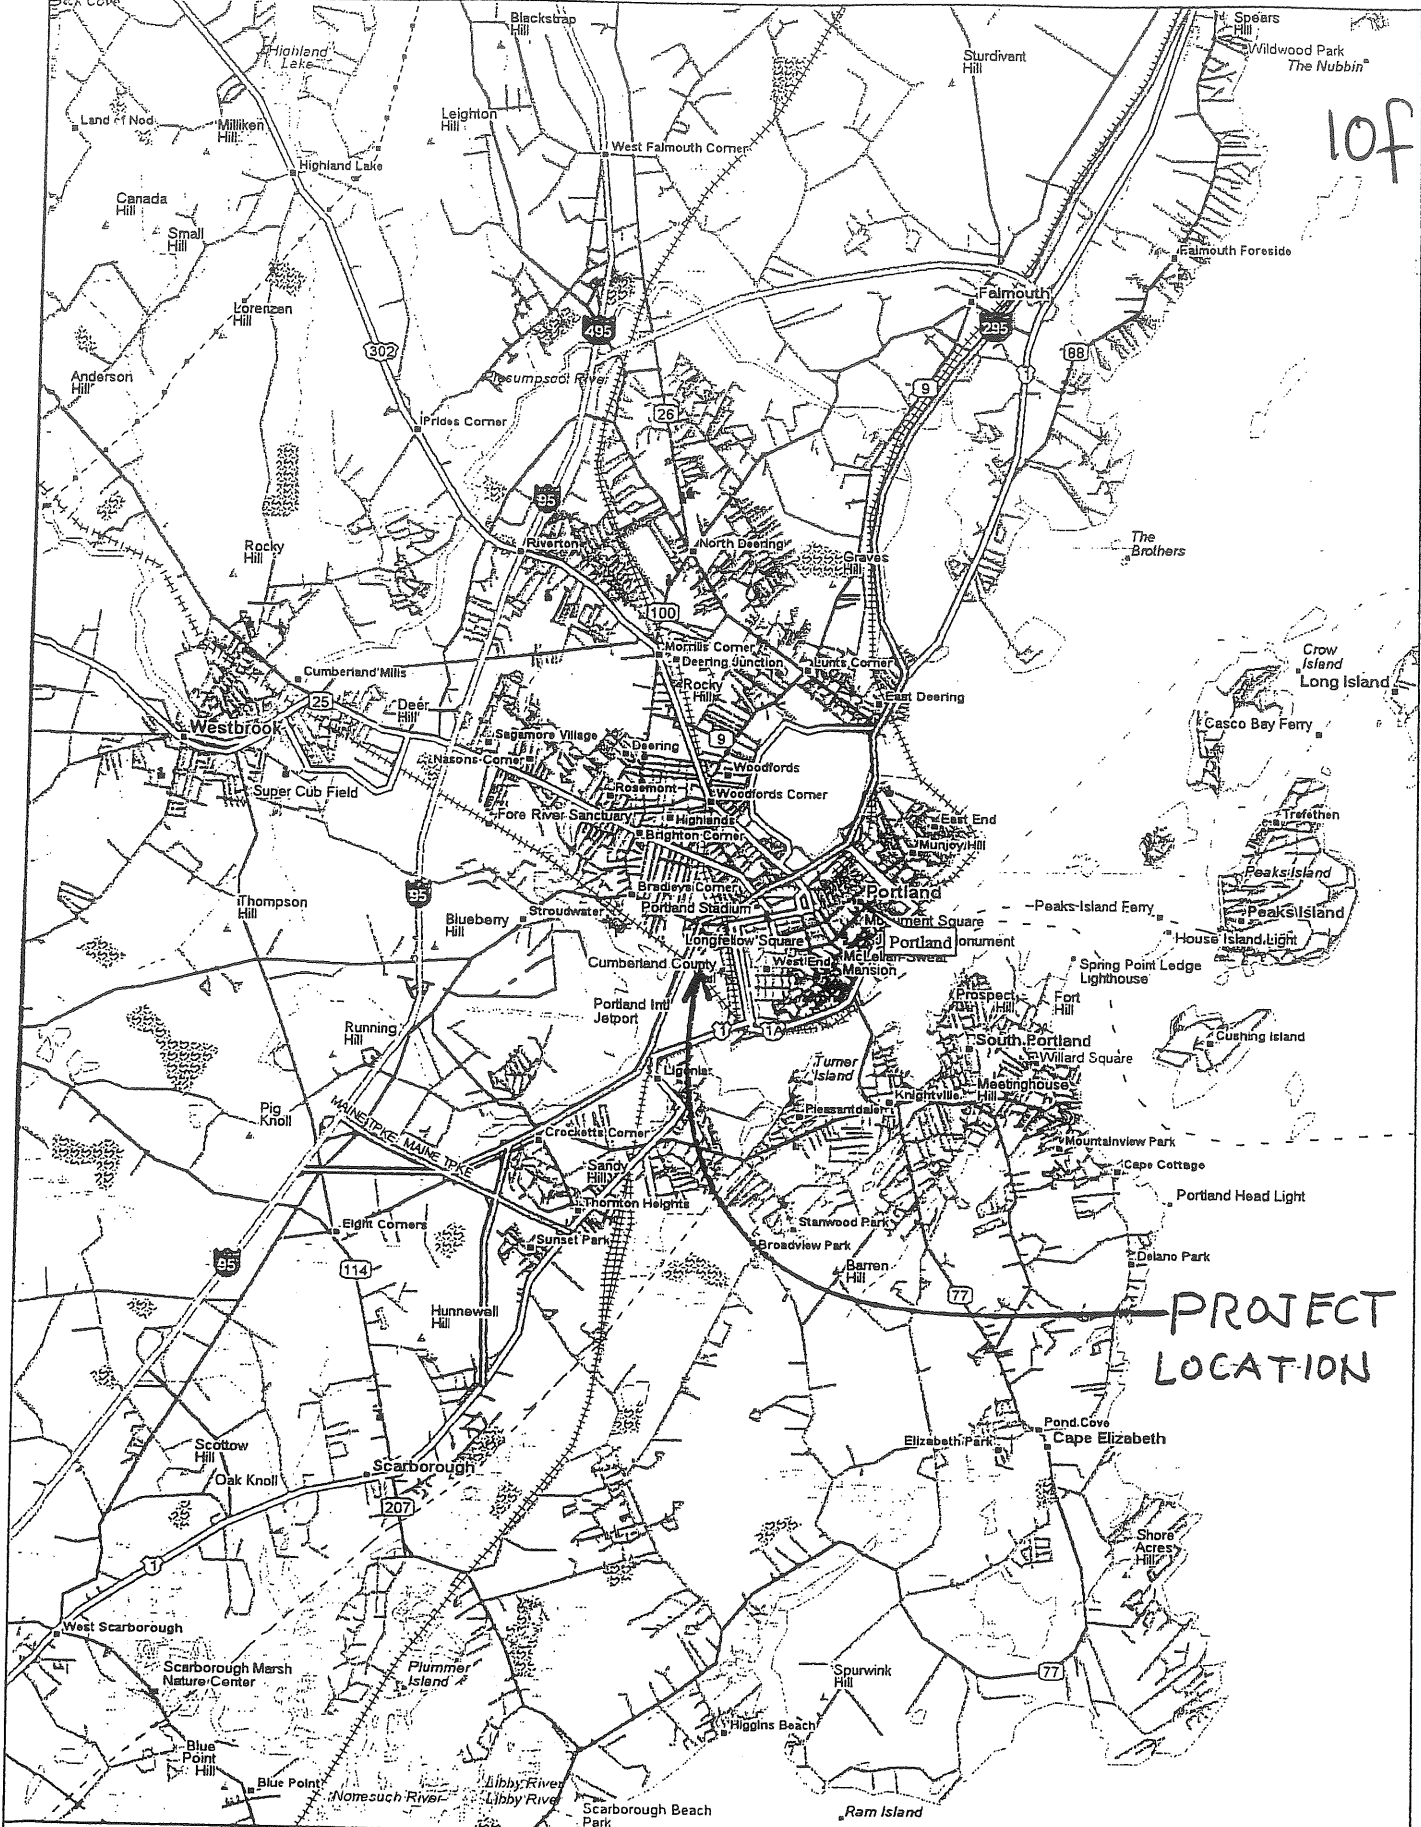 Blackstrap
Hill
Spears
Hill
Wildwood Park
The Nubbin
Highland
Lake
Sturdivant
Hill
10f
Land of Nod
Milliken
Hill
Leighton
Hill
West Falmouth Corner
Highland Lake
Canada
Hill
Small
Hill
Falmouth Foreside
Lorenzen
Hill
Falmouth
495
295
302
88
Anderson
Hill
Presumpscot River
9
1
26
Prides Corner
95
Rocky
Hill
Riverton
North Deering
Graves
Hill
The
Brothers
100
Morrills Corner
Deering Junction
Lunts Corner
Crow
Island
Long Island
Cumberland Mills
Rocky
Hill
East Deering
25
Deer
Hill
Westbrook
Casco Bay Ferry
Sagamore Village
Deering
9
Nasons Corner
Woodfords
Super Cub Field
Rosemont
Woodfords Corner
Fore River Sanctuary
Highlands
East End
Trefethen
Brighton Corner
Munjoy Hill
Peaks Island
95
Bradleys Corner
Portland
Thompson
Hill
Blueberry
Hill
Stroudwater
Portland Stadium
Peaks Island Ferry
Peaks Island
Monument Square
Longfellow Square
Portland
onument
House Island Light
Cumberland County
West End
McLellan-Sweat
Mansion
Spring Point Ledge
Lighthouse
Portland Intl
Jetport
Prospect
Hill
Fort
Hill
Running
Hill
1
1A
South Portland
Cushing Island
Willard Square
Turner
Island
Ligonia
Meetinghouse
Hill
Pig
Knoll
Knightville
Pleasantdale
MAINE TPKE MAINE TPKE
Crocketts Corner
Mountainview Park
Sandy
Hill
Cape Cottage
Thornton Heights
Portland Head Light
Eight Corners
Stanwood Park
Sunset Park
Broadview Park
Delano Park
95
114
Barren
Hill
77
Hunnewell
Hill
PROJECT
LOCATION
Pond Cove
Cape Elizabeth
Elizabeth Park
Scottow
Hill
Oak Knoll
Scarborough
207
Shore
Acres
Hill
1
West Scarborough
Scarborough Marsh
Nature Center
Plummer
Island
Spurwink
Hill
77
Higgins Beach
Blue
Point
Hill
Blue Point
Nonesuch River
Libby River
Libby River
Scarborough Beach
Park
Ram Island